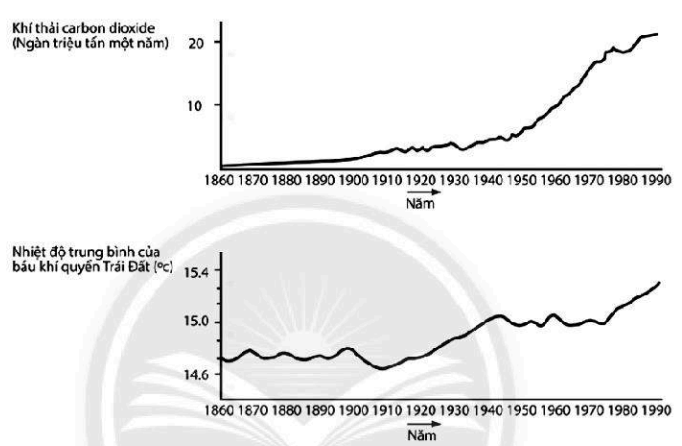 Khí thải carbon dioxide
(Ngàn triệu tấn một năm)
20
10
1860 1870 1880 1890 1900 1910 1920 1930 1940 1950 1960 1970 1980 1990
Năm
Nhiệt độ trung bình của
bầu khí quyển Trái Đất (ºc)
15.4
15.0
14.6
1860 1870 1880 1890 1900 1910 1920 1930 1940 1950 1960 1970 1980 1990
Năm